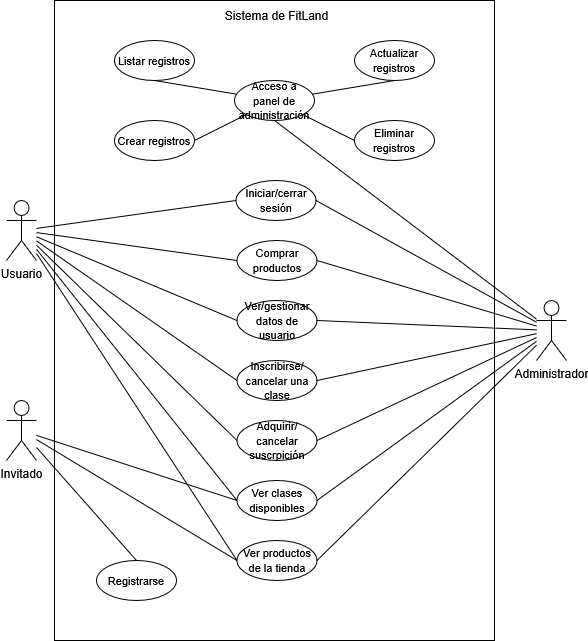 Sistema de FitLand
Listar registros
Actualizar
registros
Acceso a
panel de
administración
Crear registros
Eliminar
registros
Iniciar/cerrar
sesión
Usuario
Comprar
productos
Ver/gestionar
datos de
usuario
Administrador
Inscribirse/
cancelar una
clase
Adquirir/
cancelar
suscrpición
Invitado
Ver clases
disponibles
Ver productos
de la tienda
Registrarse